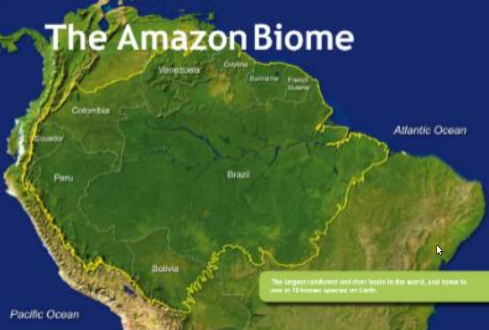 The Amazon Biome
Venezuela
Guyana
Suriname
French
Guiana
Colombia
Atlantic Ocean
Ecuador
Peru
Brazil
Bolivia
The largest rainforest and river basin in the world, and home to
one in 10 known species on Earth.
Pacific Ocean